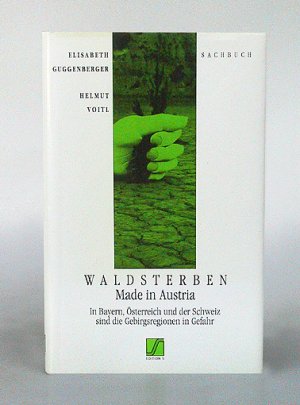 ELISABETH
GUGGENBERGER
SACHBUCH
HELMUT
VOITL
WALDSTERBEN
Made in Austria
In Bayern, Österreich und der Schweiz
sind die Gebirgsregionen in Gefahr
EDITION S